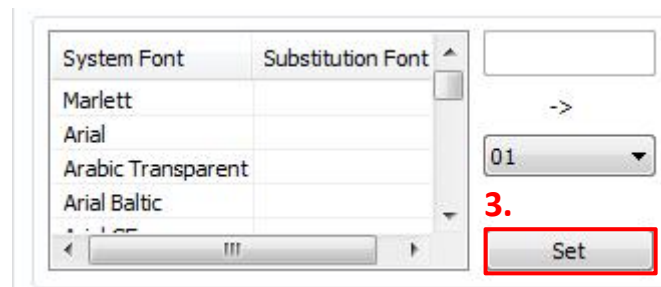 System Font Substitution Font
Marlett
->
Arial
01
Arabic Transparent
Arial Baltic
3.
Set